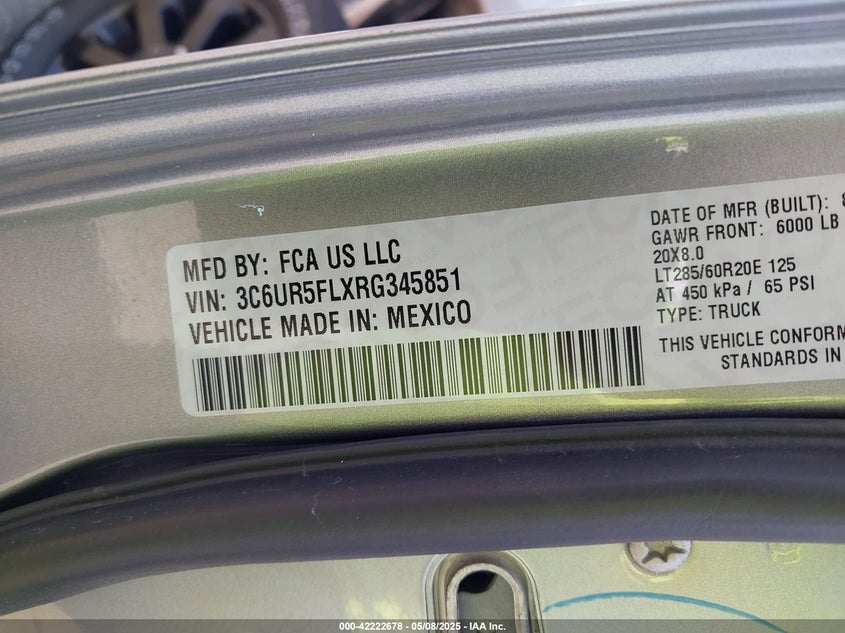 MFD BY: FCA US LLC
VIN: 3C6UR5FLXRG345851
VEHICLE MADE IN: MEXICO
DATE OF MFR (BUILT): 8
GAWR FRONT: 6000 LB
20X8.0
LT285/60R20E 125
AT 450 kPa / 65 PSI
TYPE: TRUCK
THIS VEHICLE CONFORM
STANDARDS IN
000-42222678 - 05/08/2025 - IAA Inc.